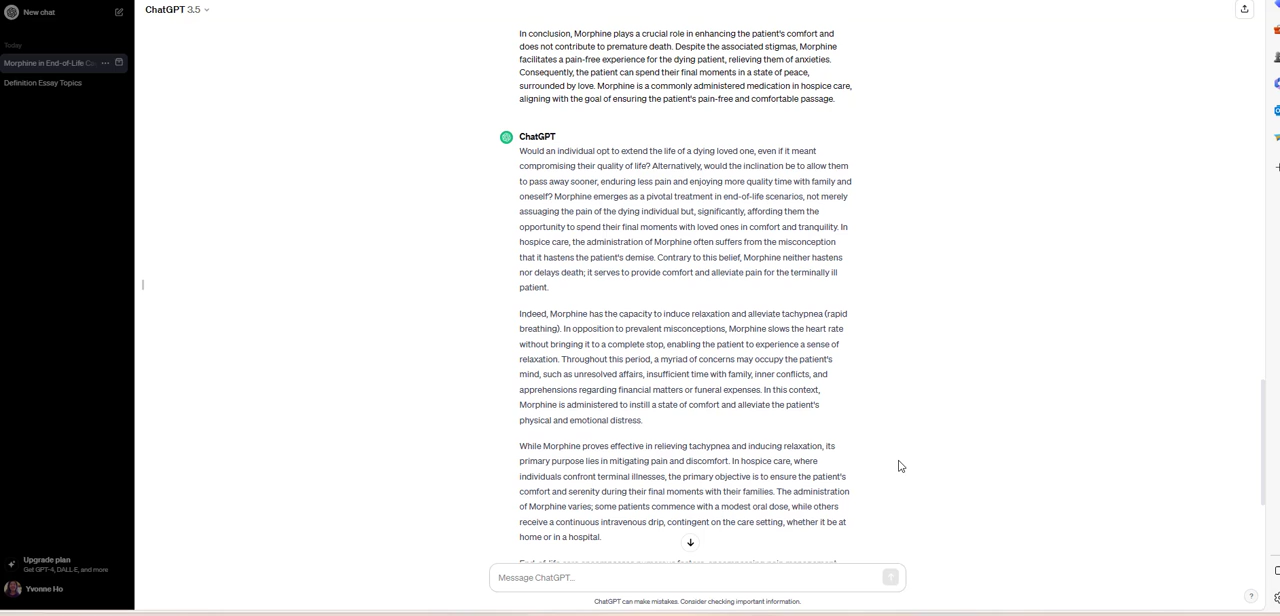 New chat
ChatGPT 3.5
Today
Morphine in End-of-Life Ca
Definition Essay Topics
In conclusion, Morphine plays a crucial role in enhancing the patient's comfort and
does not contribute to premature death. Despite the associated stigmas, Morphine
facilitates a pain-free experience for the dying patient, relieving them of anxieties.
Consequently, the patient can spend their final moments in a state of peace,
surrounded by love. Morphine is a commonly administered medication in hospice care,
aligning with the goal of ensuring the patient's pain-free and comfortable passage.
ChatGPT
Would an individual opt to extend the life of a dying loved one, even if it meant
compromising their quality of life? Alternatively, would the inclination be to allow them
to pass away sooner, enduring less pain and enjoying more quality time with family and
oneself? Morphine emerges as a pivotal treatment in end-of-life scenarios, not merely
assuaging the pain of the dying individual but, significantly, affording them the
opportunity to spend their final moments with loved ones in comfort and tranquility. In
hospice care, the administration of Morphine often suffers from the misconception
that it hastens the patient's demise. Contrary to this belief, Morphine neither hastens
nor delays death; it serves to provide comfort and alleviate pain for the terminally ill
patient.
Indeed, Morphine has the capacity to induce relaxation and alleviate tachypnea (rapid
breathing). In opposition to prevalent misconceptions, Morphine slows the heart rate
without bringing it to a complete stop, enabling the patient to experience a sense of
relaxation. Throughout this period, a myriad of concerns may occupy the patient's
mind, such as unresolved affairs, insufficient time with family, inner conflicts, and
apprehensions regarding financial matters or funeral expenses. In this context,
Morphine is administered to instill a state of comfort and alleviate the patient's
physical and emotional distress.
While Morphine proves effective in relieving tachypnea and inducing relaxation, its
primary purpose lies in mitigating pain and discomfort. In hospice care, where
individuals confront terminal illnesses, the primary objective is to ensure the patient's
comfort and serenity during their final moments with their families. The administration
of Morphine varies; some patients commence with a modest oral dose, while others
receive a continuous intravenous drip, contingent on the care setting, whether it be at
home or in a hospital.
Upgrade plan
Get GPT-4, DALL·E, and more
Yvonne Ho
Message ChatGPT...
ChatGPT can make mistakes. Consider checking important information.
?